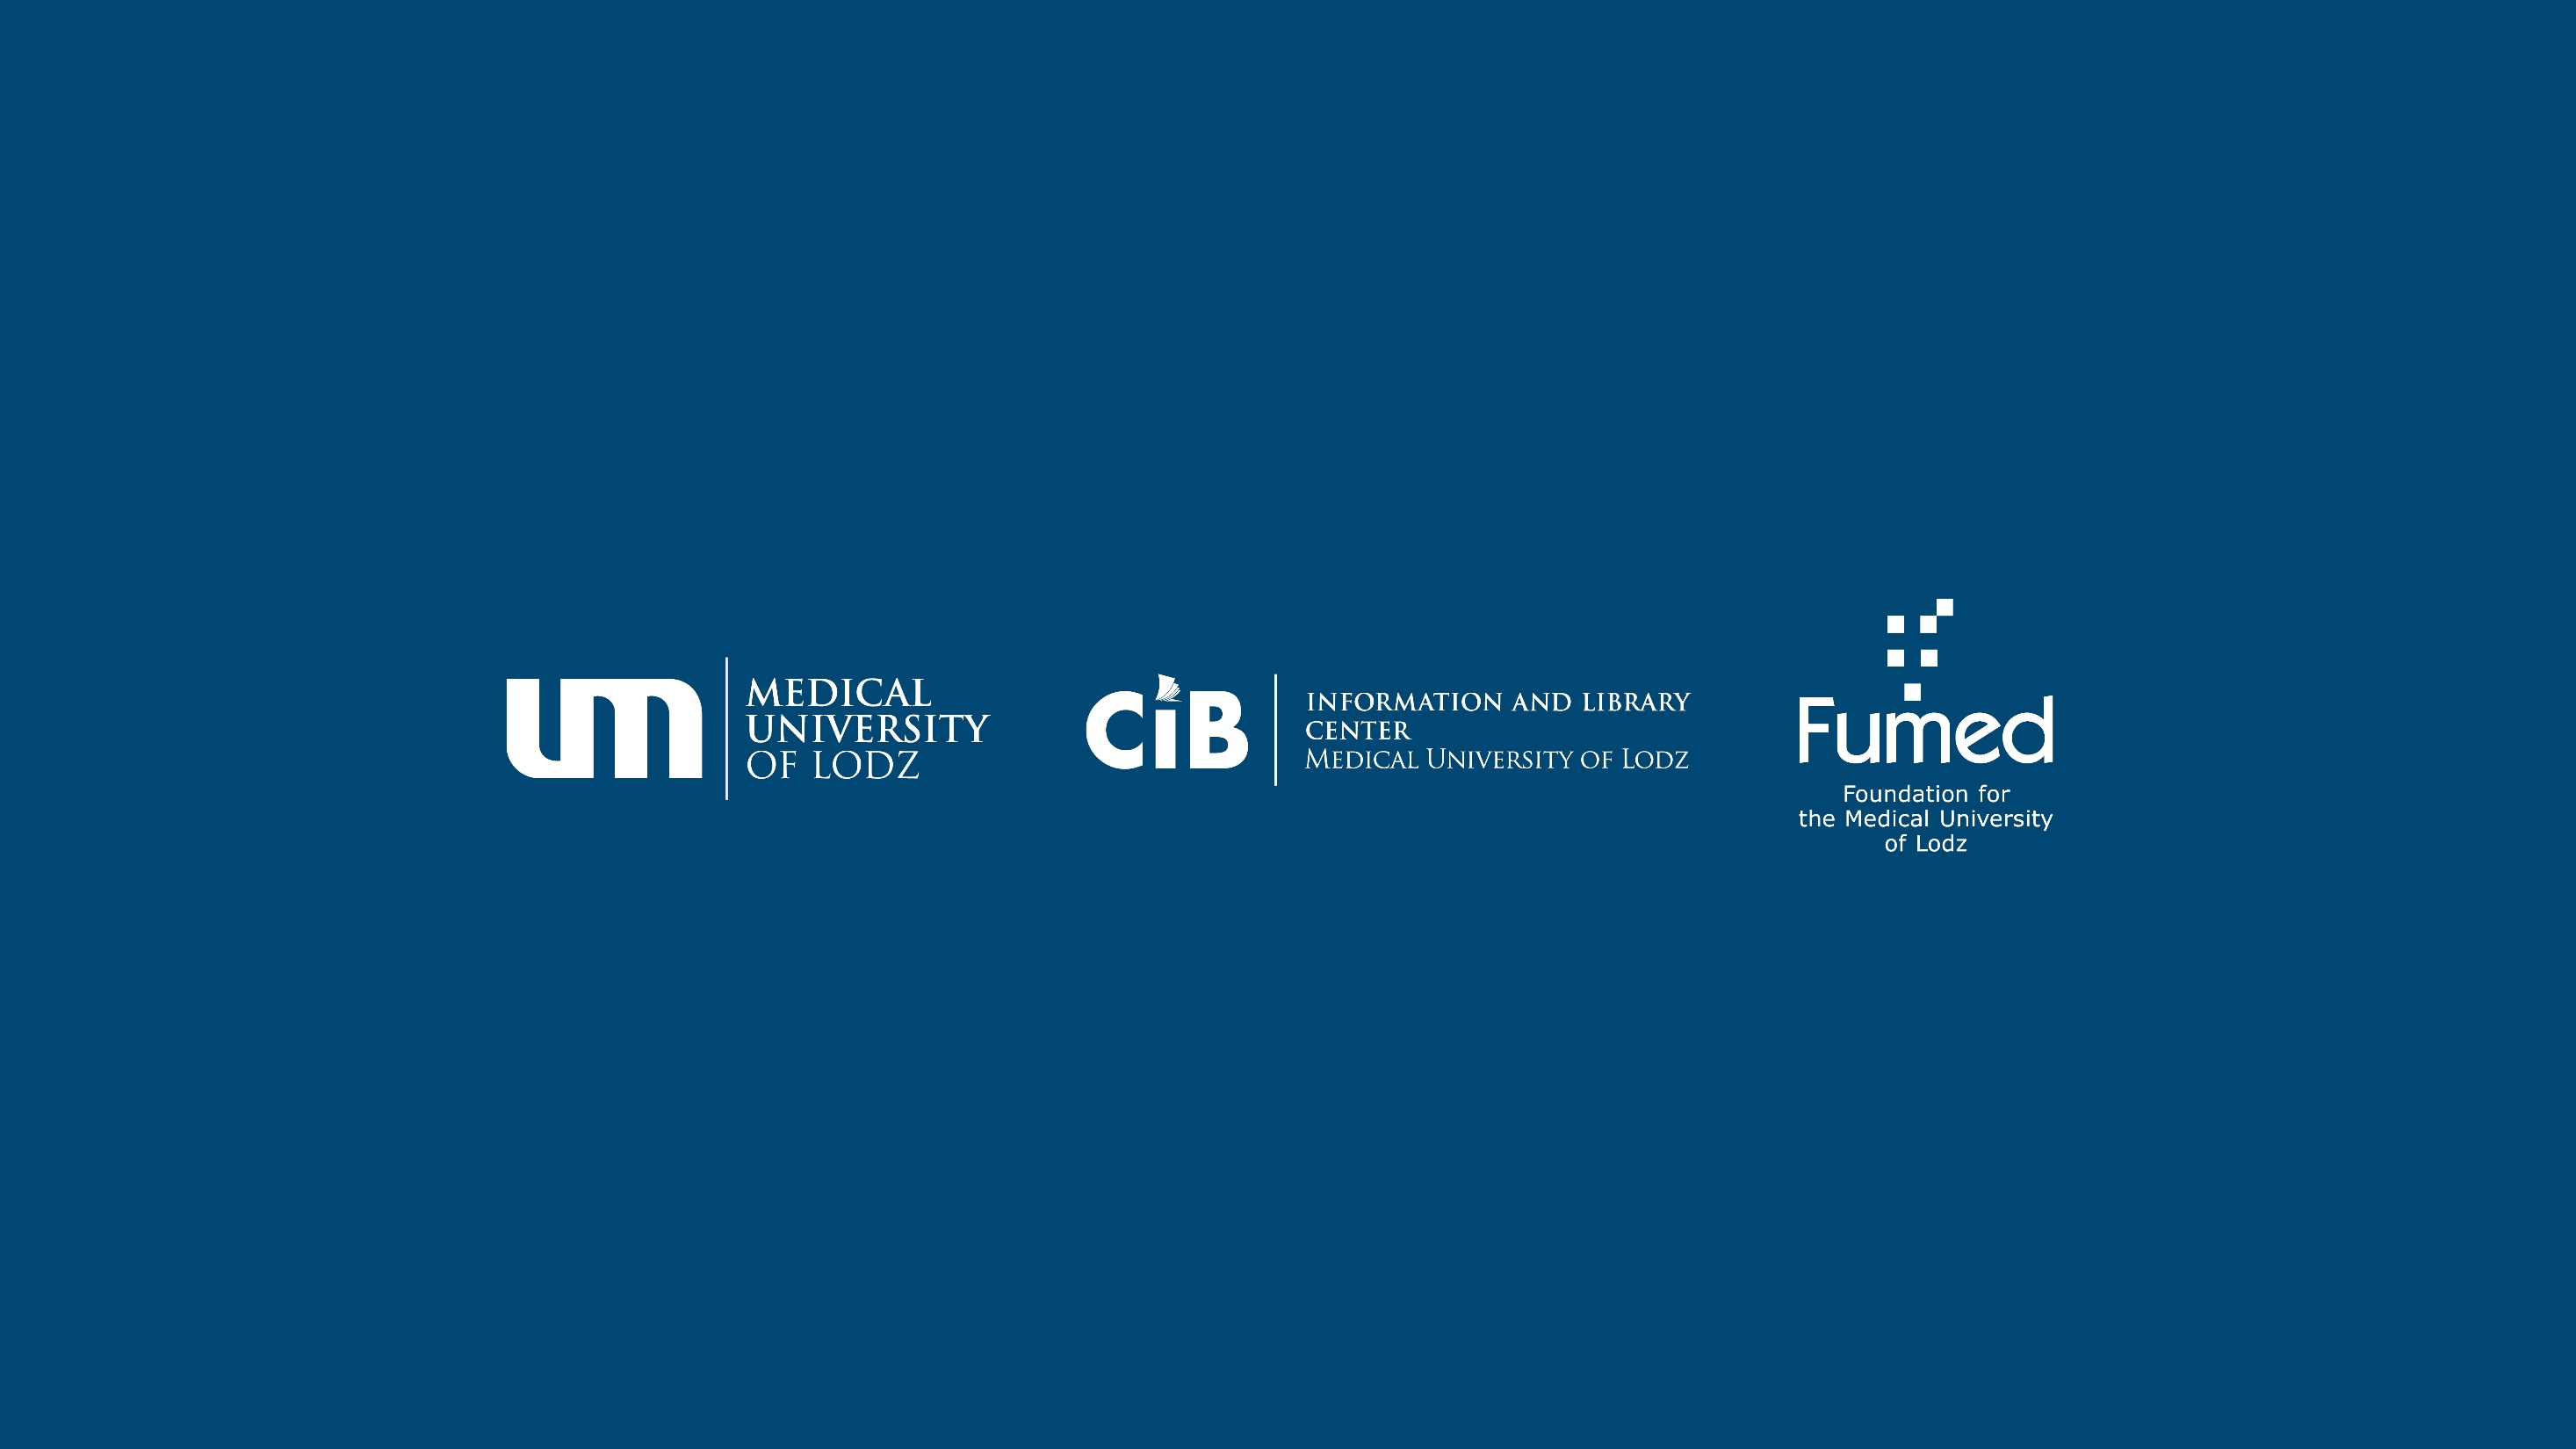 um
MEDICAL
UNIVERSITY
OF LODZ
CiB
INFORMATION AND LIBRARY
CENTER
MEDICAL UNIVERSITY OF LODZ
Fumed
Foundation for
the Medical University
of Lodz